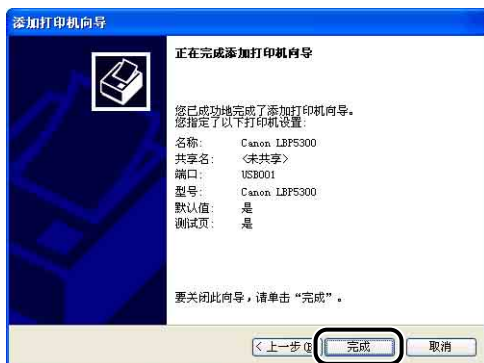 添加打印机向导
正在完成添加打印机向导
您已成功地完成了添加打印机向导。
您指定了以下打印机设置:
名称: Canon LBP5300
共享名: <未共享>
端口: USB001
型号: Canon LBP5300
默认值: 是
测试页: 是
要关闭此向导，请单击“完成”。
< 上一步(B) 完成 取消